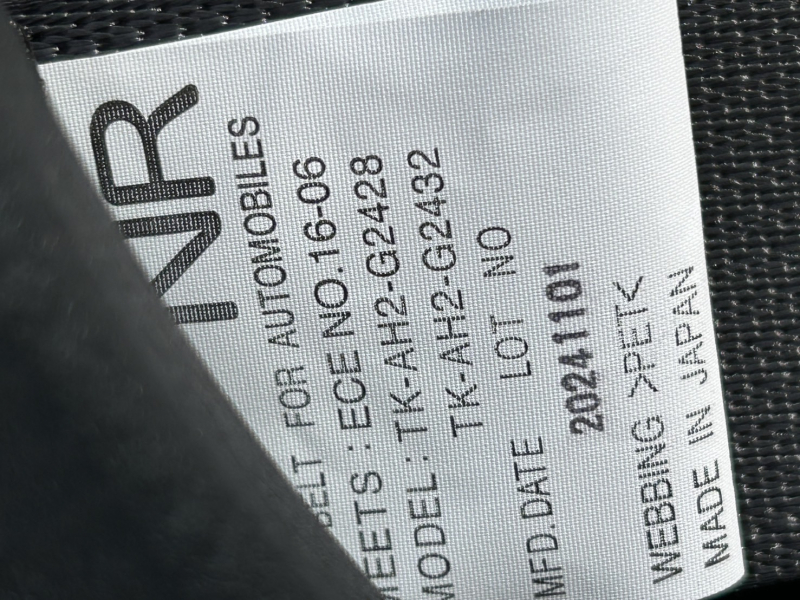 NR
BELT FOR AUTOMOBILES
MEETS : ECE NO.16-06
MODEL : TK-AH2-G2428
TK-AH2-G2432
MFD.DATE LOT NO
20241101
WEBBING >PET<
MADE IN JAPAN